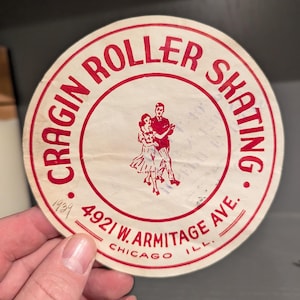 CRAGIN ROLLER SKATING
1939
4921 W. ARMITAGE AVE.
CHICAGO ILL.